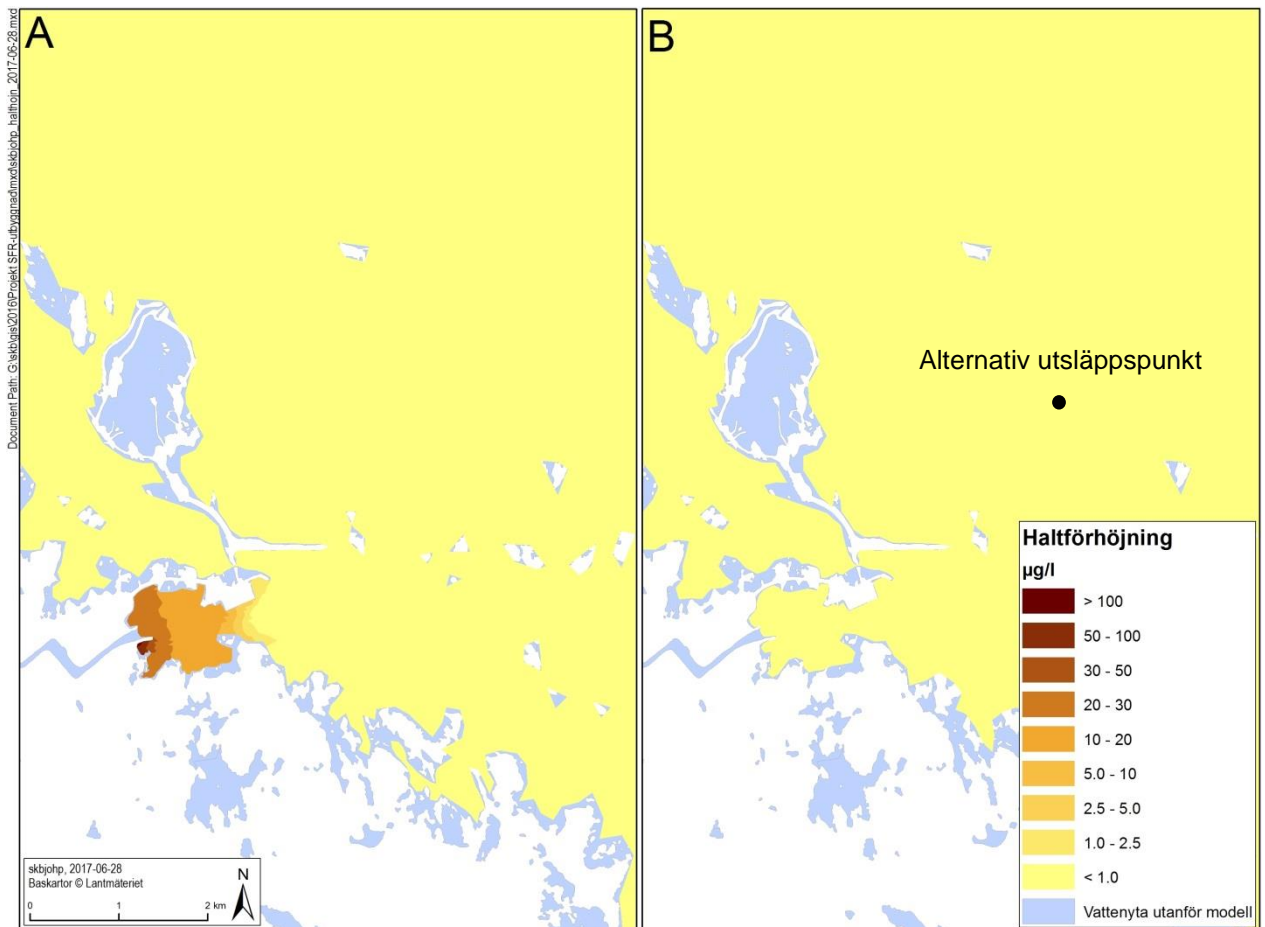 Document Path: G:\skb\gis\2016\Projekt SFR-utbyggnad\mxd\skbjohp_halthojn_2017-06-28.mxd
A
B
Alternativ utsläppspunkt
Haltförhöjning
µg/l
> 100
50 - 100
30 - 50
20 - 30
10 - 20
5.0 - 10
2.5 - 5.0
1.0 - 2.5
< 1.0
Vattenyta utanför modell
skbjohp, 2017-06-28
Baskartor © Lantmäteriet
N
0 1 2 km